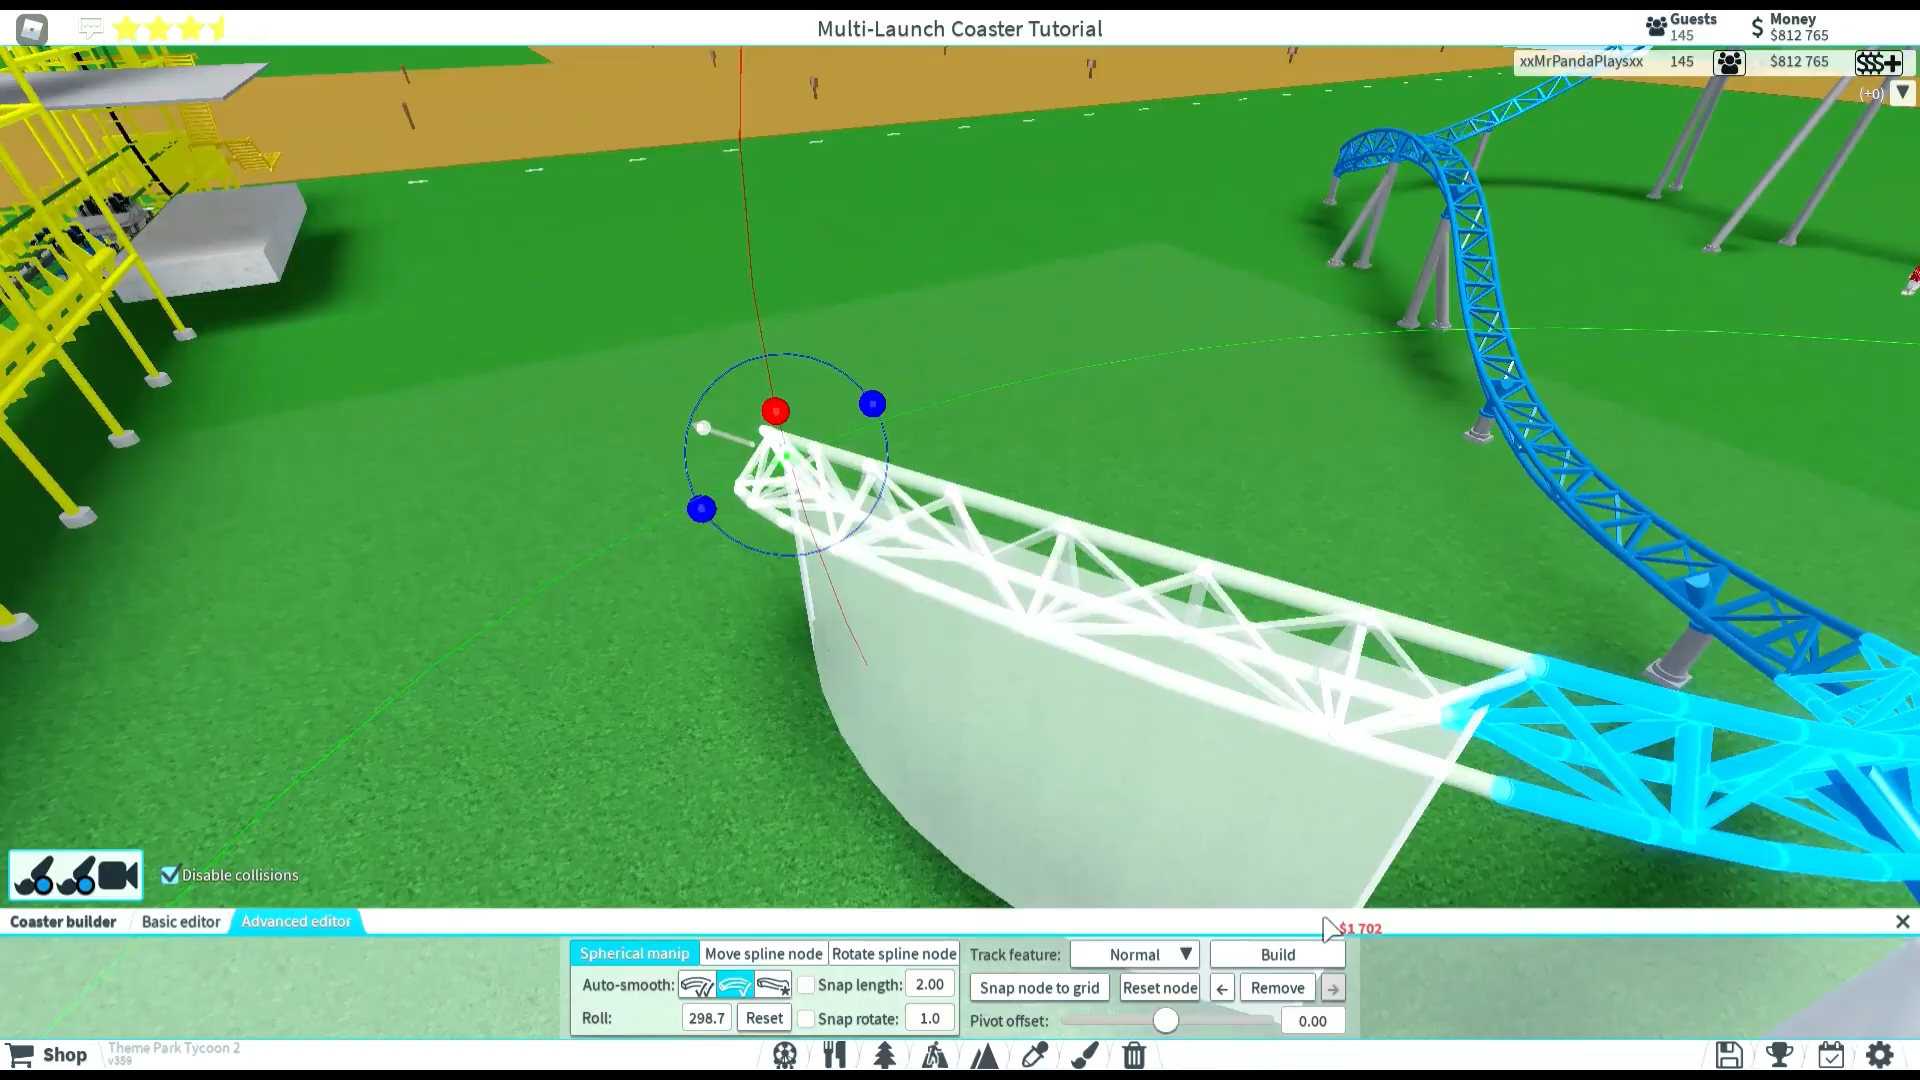 Multi-Launch Coaster Tutorial
Guests
145
$ Money
$812 765
xxMrPandaPlaysxx 145 $812 765 $$$+
(+0) ▼
Disable collisions
Coaster builder Basic editor Advanced editor
$1 702
Spherical manip Move spline node Rotate spline node Track feature: Normal ▼ Build
Auto-smooth: Snap length: 2.00 Snap node to grid Reset node ← Remove →
Roll: 298.7 Reset Snap rotate: 1.0 Pivot offset: 0.00
Shop Theme Park Tycoon 2
v359